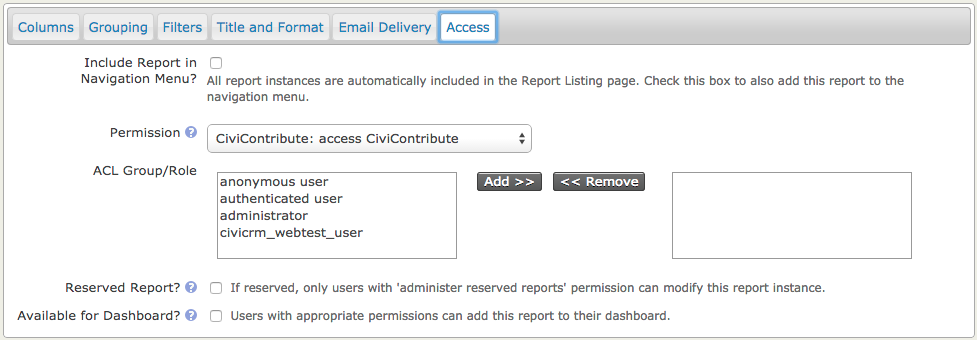 Columns Grouping Filters Title and Format Email Delivery Access
Include Report in
Navigation Menu?
All report instances are automatically included in the Report Listing page. Check this box to also add this report to the
navigation menu.
Permission ? CiviContribute: access CiviContribute
ACL Group/Role
anonymous user
authenticated user
administrator
civicrm_webtest_user
Add >> << Remove
Reserved Report? ? If reserved, only users with 'administer reserved reports' permission can modify this report instance.
Available for Dashboard? ? Users with appropriate permissions can add this report to their dashboard.